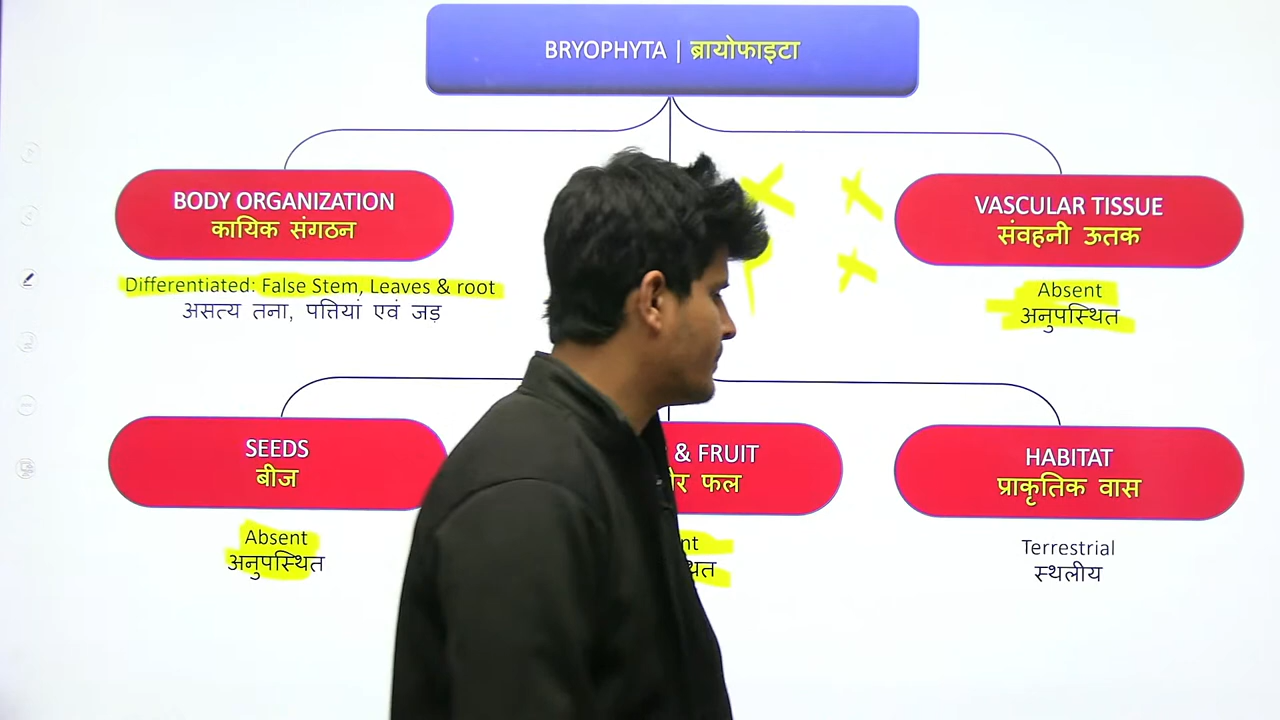 BRYOPHYTA | ब्रायोफाइटा
BODY ORGANIZATION
कायिक संगठन
Differentiated: False Stem, Leaves & root
असत्य तना, पत्तियां एवं जड़
VASCULAR TISSUE
संवहनी ऊतक
Absent
अनुपस्थित
SEEDS
बीज
Absent
अनुपस्थित
& FRUIT
फल
HABITAT
प्राकृतिक वास
Terrestrial
स्थलीय